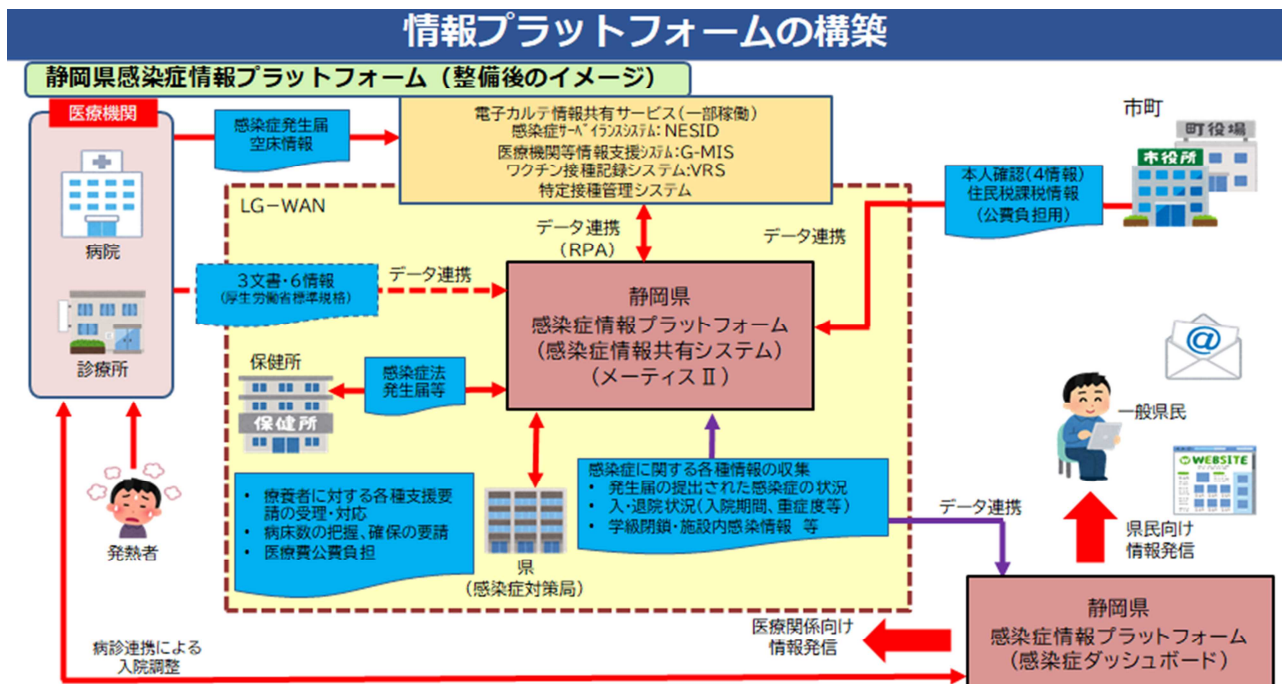 情報プラットフォームの構築
静岡県感染症情報プラットフォーム（整備後のイメージ）
医療機関
病院
診療所
感染症発生届
空床情報
電子カルテ情報共有サービス(一部稼働)
感染症ｻｰﾍﾞｲﾗﾝｽｼｽﾃﾑ：NESID
医療機関等情報支援ｼｽﾃﾑ:G-MIS
ワクチン接種記録システム:VRS
特定接種管理システム
市町
町役場
市役所
本人確認(4情報)
住民税課税情報
(公費負担用)
LG-WAN
データ連携
(RPA)
データ連携
3文書・6情報
(厚生労働省標準規格)
データ連携
静岡県
感染症情報プラットフォーム
(感染症情報共有システム)
(メーティスⅡ)
保健所
保健所
感染症法
発生届等
発熱者
・ 療養者に対する各種支援要
請の受理・対応
・ 病床数の把握、確保の要請
・ 医療費公費負担
県
(感染症対策局)
感染症に関する各種情報の収集
・ 発生届の提出された感染症の状況
・ 入・退院状況(入院期間、重症度等)
・ 学級閉鎖・施設内感染情報 等
データ連携
@
一般県民
WEBSITE
県民向け
情報発信
病診連携による
入院調整
医療関係向け
情報発信
静岡県
感染症情報プラットフォーム
(感染症ダッシュボード)